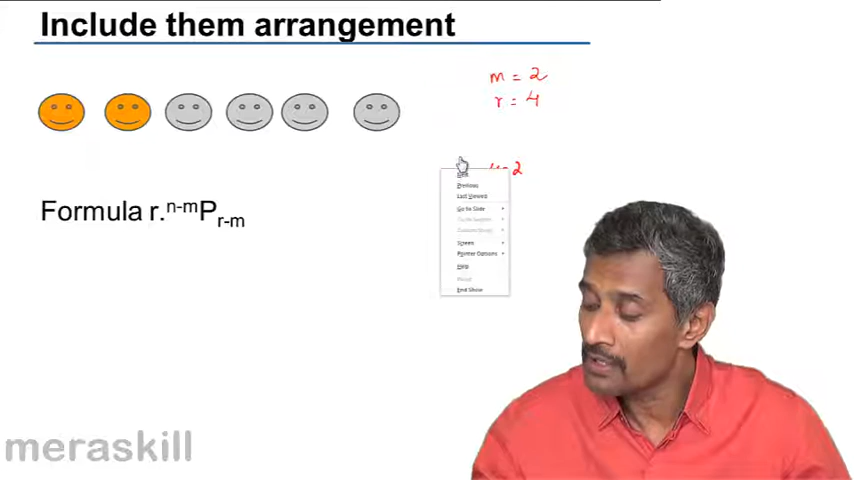 Include them arrangement
m = 2
r = 4
2
Formula r.n-mPr-m
Previous
Last Viewed
Go to Slide
Screen
Pointer Options
Help
End Show
meraskill